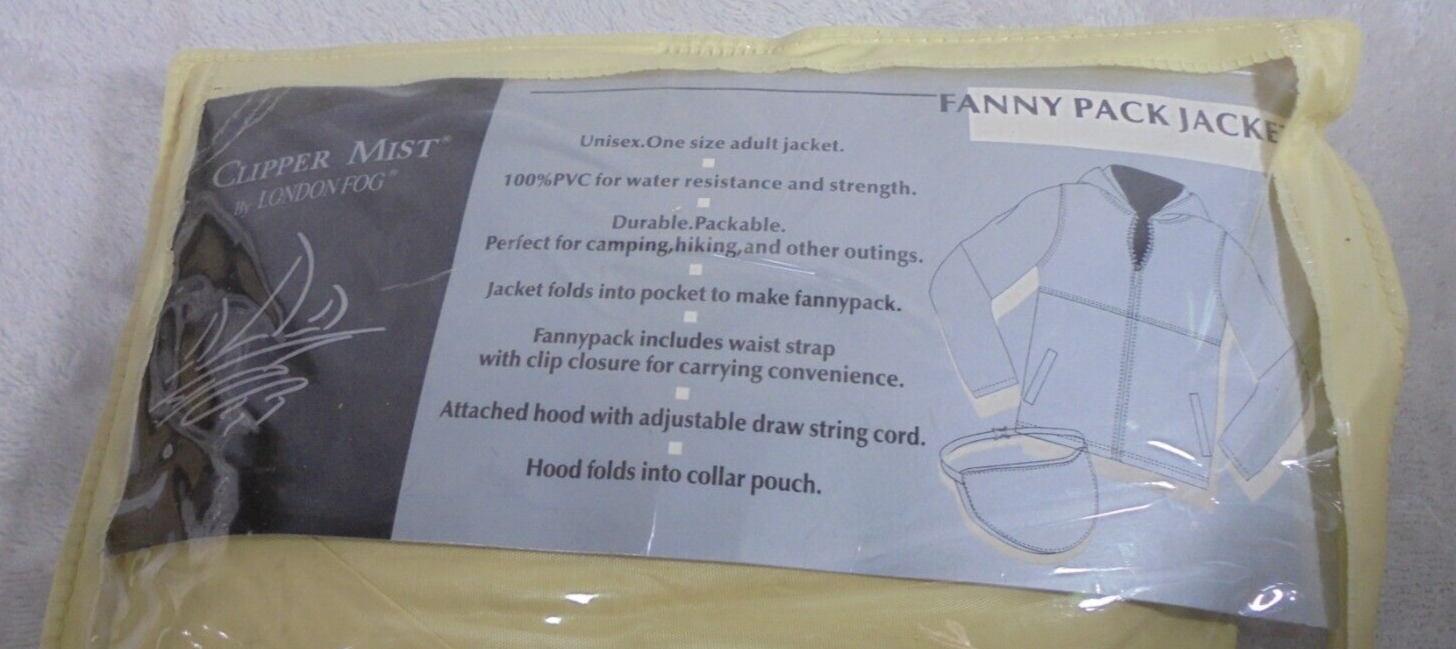 CLIPPER MIST®
By LONDON FOG®
FANNY PACK JACKE
Unisex.One size adult jacket.
100%PVC for water resistance and strength.
Durable.Packable.
Perfect for camping,hiking,and other outings.
Jacket folds into pocket to make fannypack.
Fannypack includes waist strap
with clip closure for carrying convenience.
Attached hood with adjustable draw string cord.
Hood folds into collar pouch.